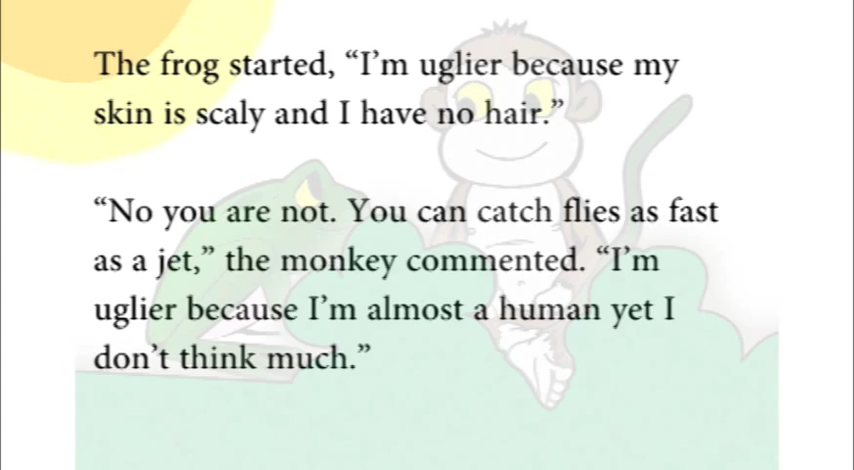 The frog started, “I’m uglier because my
skin is scaly and I have no hair.”
“No you are not. You can catch flies as fast
as a jet,” the monkey commented. “I’m
uglier because I’m almost a human yet I
don’t think much.”